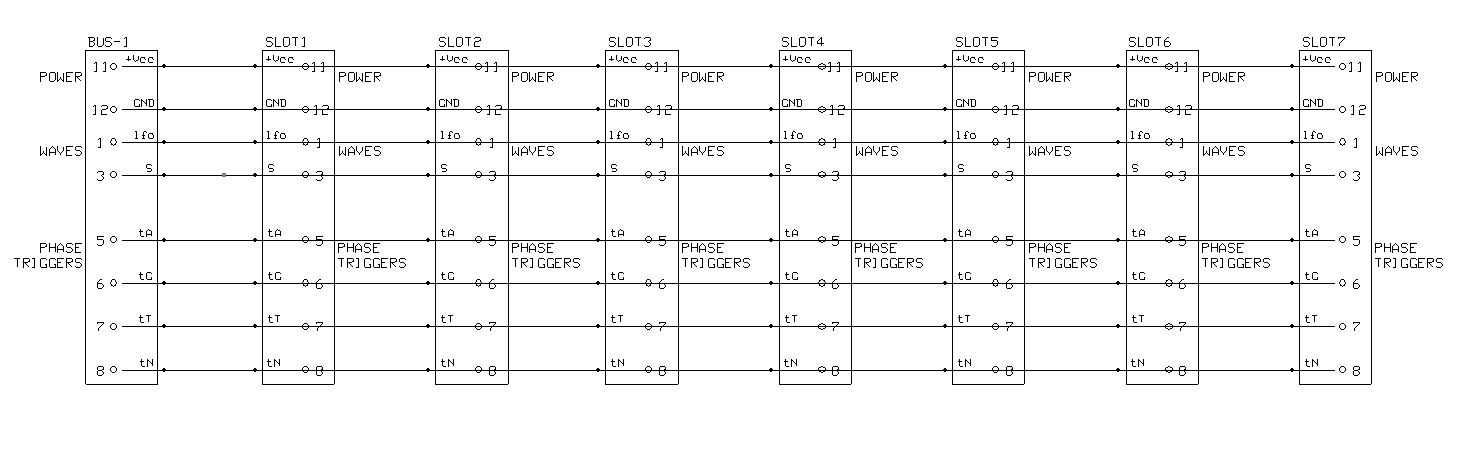 BUS-1 SLOT1 SLOT2 SLOT3 SLOT4 SLOT5 SLOT6 SLOT7
11 +Vcc +Vcc 11 +Vcc 11 +Vcc 11 +Vcc 11 +Vcc 11 +Vcc 11 +Vcc 11
POWER POWER POWER POWER POWER POWER POWER POWER
12 GND GND 12 GND 12 GND 12 GND 12 GND 12 GND 12 GND 12
1 lfo lfo 1 lfo 1 lfo 1 lfo 1 lfo 1 lfo 1 lfo 1
WAVES WAVES WAVES WAVES WAVES WAVES WAVES WAVES
3 S S 3 S 3 S 3 S 3 S 3 S 3 S 3
5 tA tA 5 tA 5 tA 5 tA 5 tA 5 tA 5 tA 5
PHASE PHASE PHASE PHASE PHASE PHASE PHASE PHASE
TRIGGERS TRIGGERS TRIGGERS TRIGGERS TRIGGERS TRIGGERS TRIGGERS TRIGGERS
6 tG tG 6 tG 6 tG 6 tG 6 tG 6 tG 6 tG 6
7 tT tT 7 tT 7 tT 7 tT 7 tT 7 tT 7 tT 7
8 tN tN 8 tN 8 tN 8 tN 8 tN 8 tN 8 tN 8